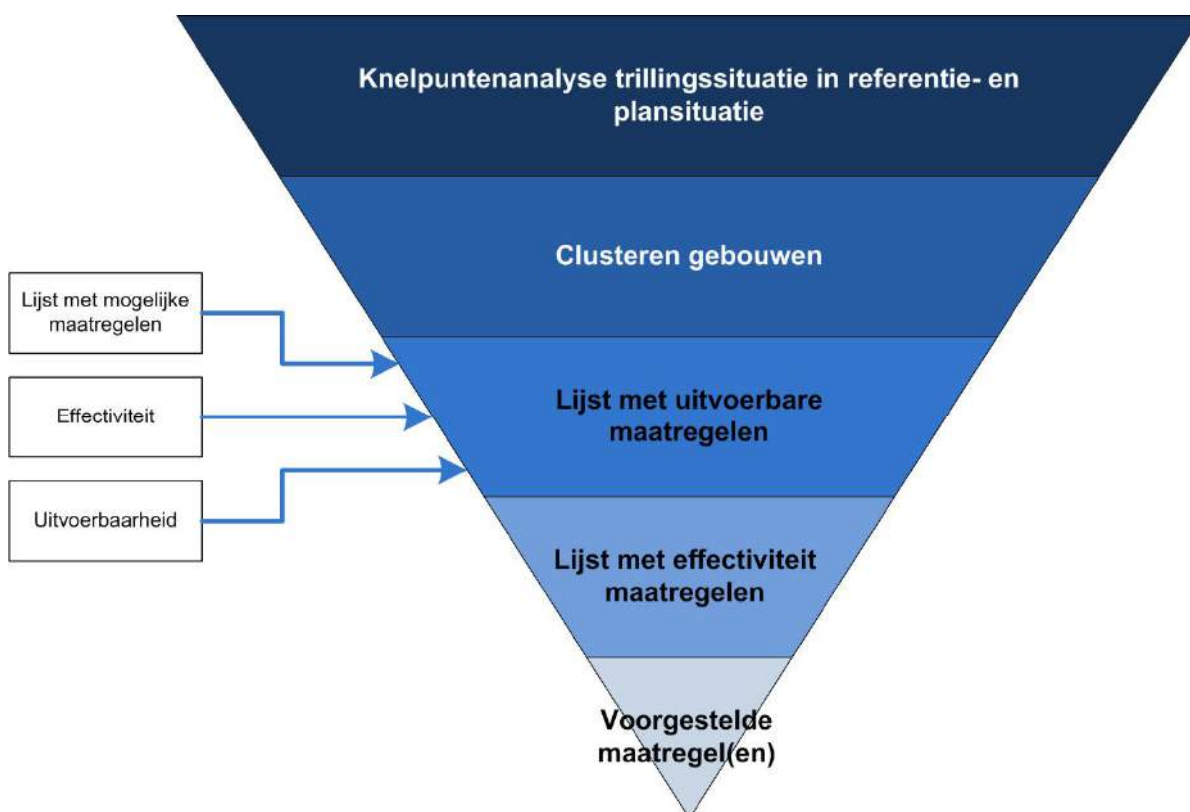 Knelpuntenanalyse trillingssituatie in referentie- en
plansituatie
Clusteren gebouwen
Lijst met mogelijke
maatregelen
Effectiviteit
Uitvoerbaarheid
Lijst met uitvoerbare
maatregelen
Lijst met effectiviteit
maatregelen
Voorgestelde
maatregel(en)